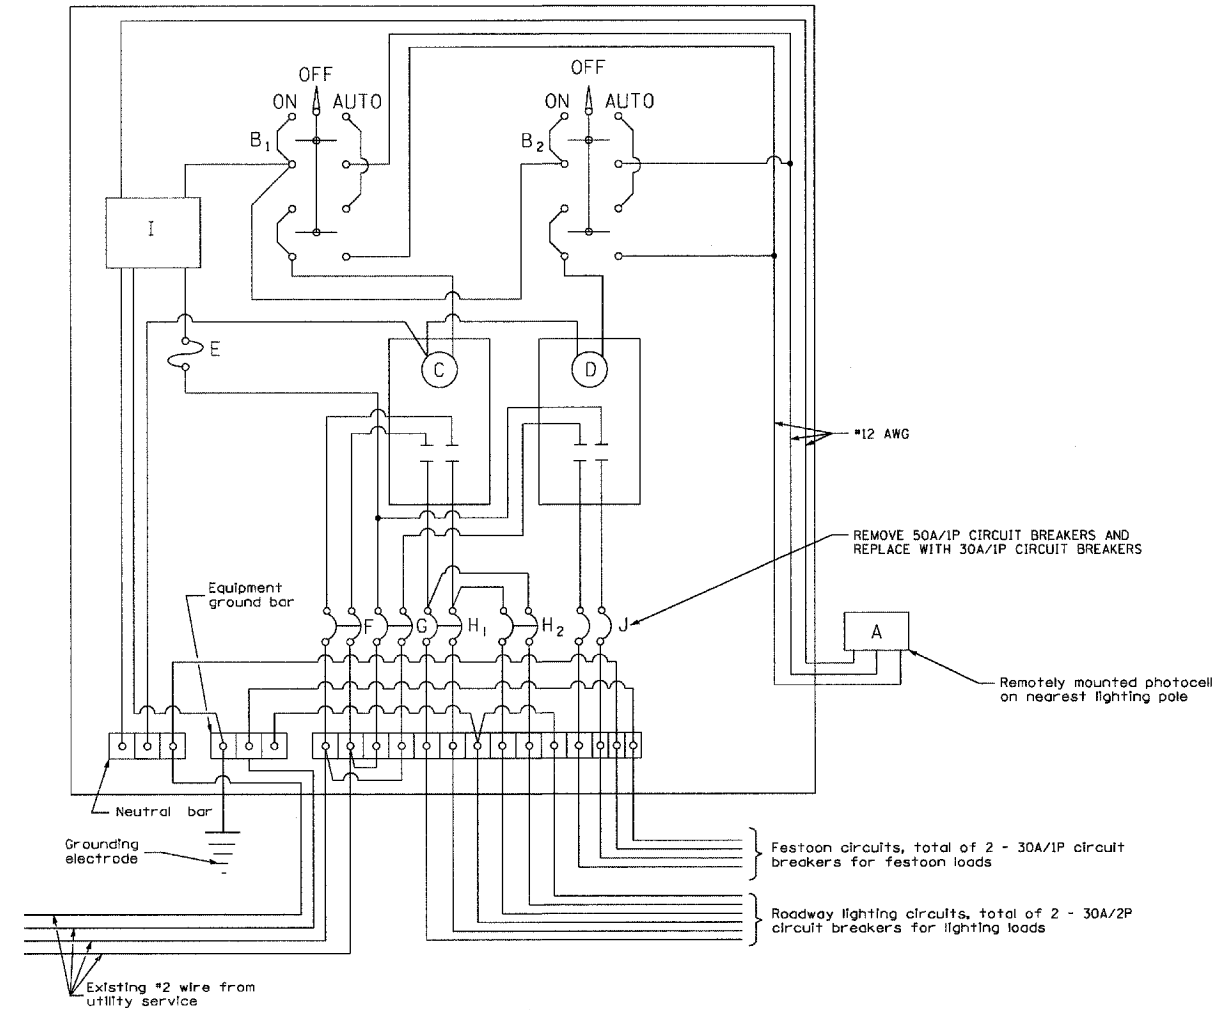 OFF
ON AUTO
B1
OFF
ON AUTO
B2
I
E
C
D
#12 AWG
REMOVE 50A/1P CIRCUIT BREAKERS AND
REPLACE WITH 30A/1P CIRCUIT BREAKERS
Equipment
ground bar
F
G
H1
H2
J
A
Remotely mounted photocell
on nearest lighting pole
Neutral bar
Grounding
electrode
Festoon circuits, total of 2 - 30A/1P circuit
breakers for festoon loads
Roadway lighting circuits, total of 2 - 30A/2P
circuit breakers for lighting loads
Existing #2 wire from
utility service